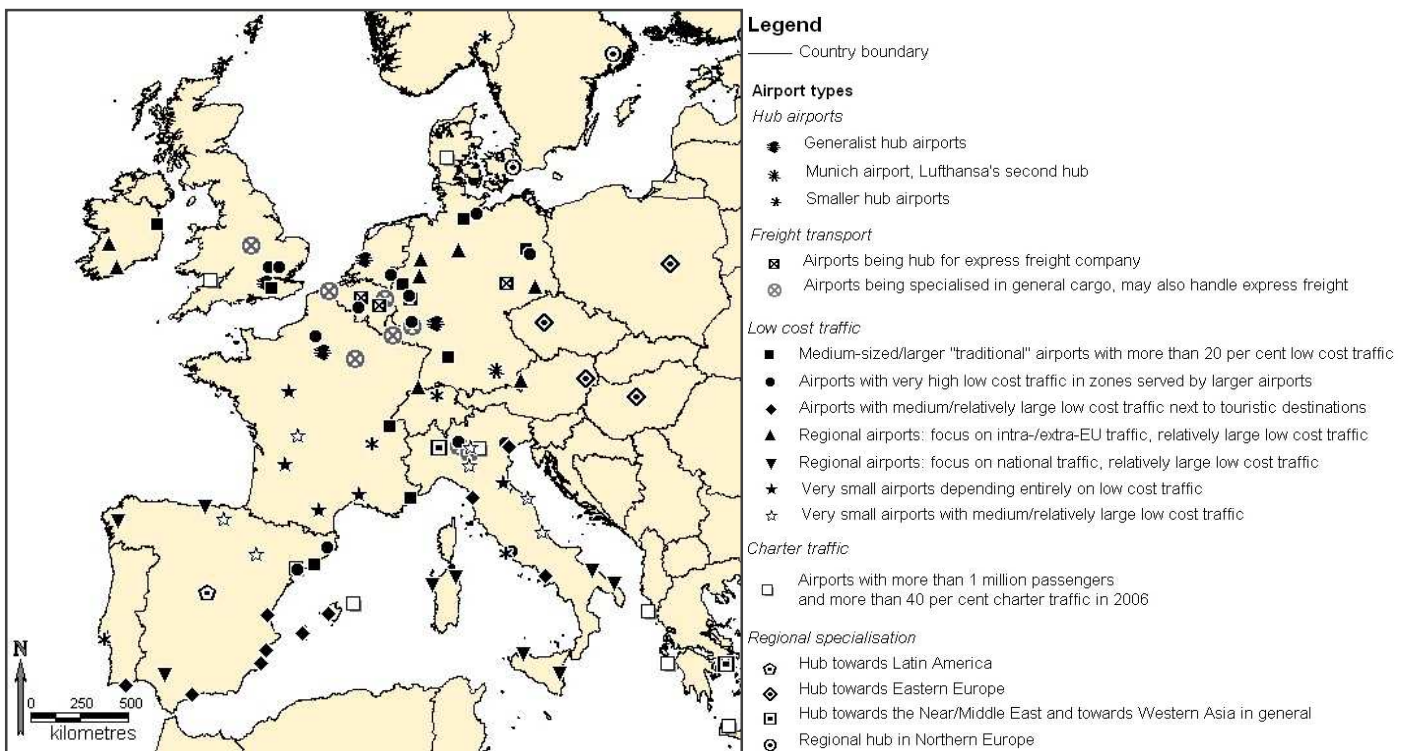 Legend
Country boundary
Airport types
Hub airports
Generalist hub airports
Munich airport, Lufthansa's second hub
Smaller hub airports
Freight transport
Airports being hub for express freight company
Airports being specialised in general cargo, may also handle express freight
Low cost traffic
Medium-sized/larger "traditional" airports with more than 20 per cent low cost traffic
Airports with very high low cost traffic in zones served by larger airports
Airports with medium/relatively large low cost traffic next to touristic destinations
Regional airports: focus on intra-/extra-EU traffic, relatively large low cost traffic
Regional airports: focus on national traffic, relatively large low cost traffic
Very small airports depending entirely on low cost traffic
Very small airports with medium/relatively large low cost traffic
Charter traffic
Airports with more than 1 million passengers
and more than 40 per cent charter traffic in 2006
Regional specialisation
Hub towards Latin America
Hub towards Eastern Europe
Hub towards the Near/Middle East and towards Western Asia in general
Regional hub in Northern Europe
N
0 250 500
kilometres